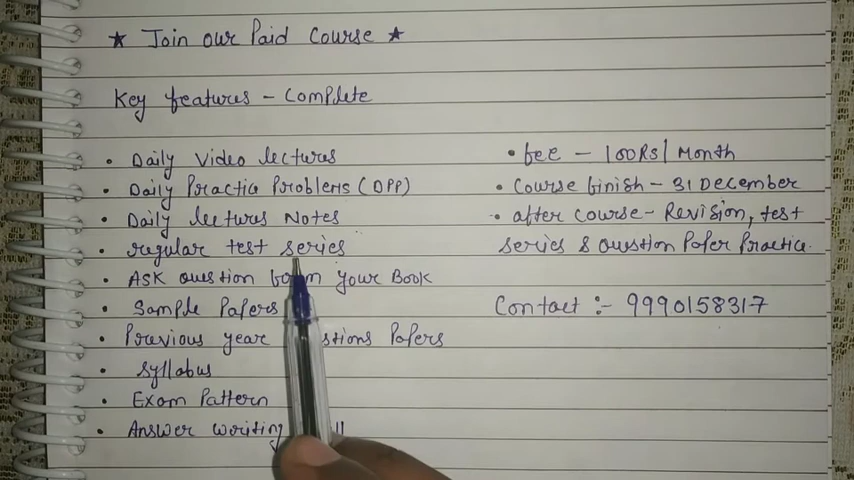 ★ Join our Paid Course ★
Key features - Complete
• Daily Video lectures
• Daily Practice Problems (DPP)
• Daily lectures Notes
• regular test series
• ASK Question from your Book
• Sample Papers
• Previous year stions Papers
• Syllabus
• Exam Pattern
• Answer writing ll
• fee - 100Rs/Month
• Course finish - 31 December
• after course - Revision, test
series & Question Paper Practice.
Contact :- 9990158317